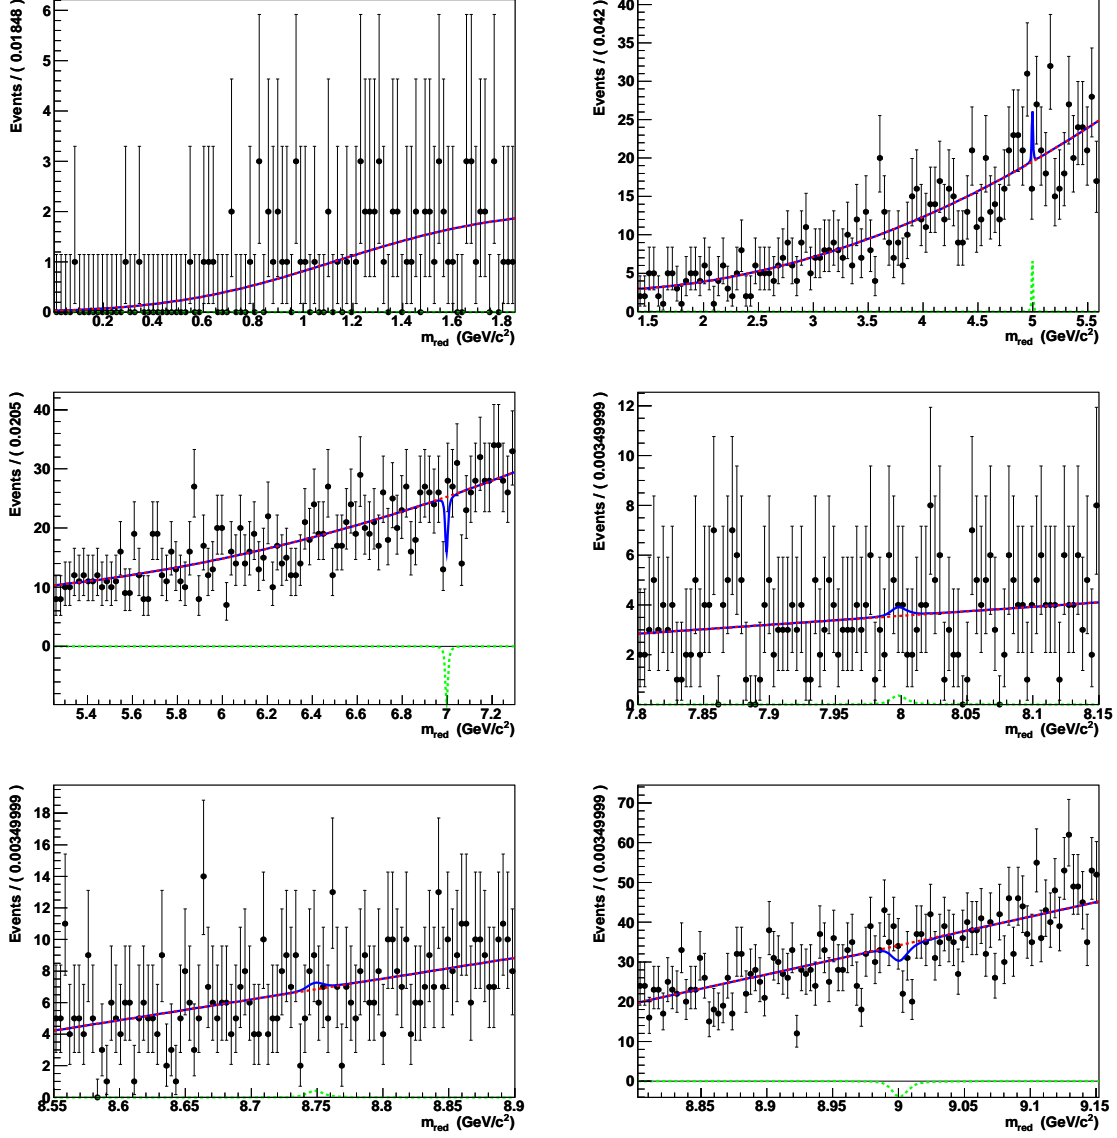 Events / ( 0.01848 )
6
5
4
3
2
1
0
0.2 0.4 0.6 0.8 1 1.2 1.4 1.6 1.8
m_red (GeV/c²)
Events / ( 0.042 )
40
35
30
25
20
15
10
5
0
1.5 2 2.5 3 3.5 4 4.5 5 5.5
m_red (GeV/c²)
Events / ( 0.0205 )
40
30
20
10
0
5.4 5.6 5.8 6 6.2 6.4 6.6 6.8 7 7.2
m_red (GeV/c²)
Events / ( 0.00349999 )
12
10
8
6
4
2
0
7.8 7.85 7.9 7.95 8 8.05 8.1 8.15
m_red (GeV/c²)
Events / ( 0.00349999 )
18
16
14
12
10
8
6
4
2
0
8.55 8.6 8.65 8.7 8.75 8.8 8.85 8.9
m_red (GeV/c²)
Events / ( 0.00349999 )
70
60
50
40
30
20
10
0
8.85 8.9 8.95 9 9.05 9.1 9.15
m_red (GeV/c²)